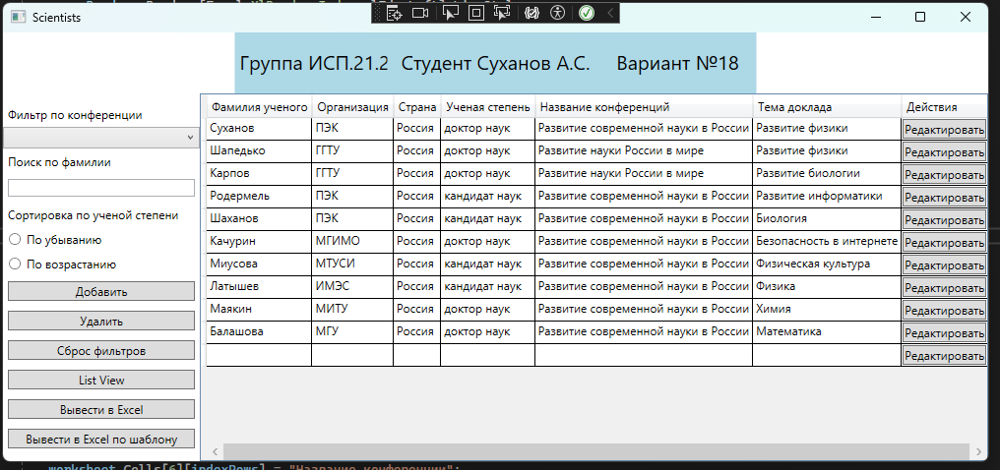 Scientists
Группа ИСП.21.2 Студент Суханов А.С. Вариант №18
Фильтр по конференции
Поиск по фамилии
Сортировка по ученой степени
По убыванию
По возрастанию
Добавить
Удалить
Сброс фильтров
List View
Вывести в Excel
Вывести в Excel по шаблону
Фамилия ученого Организация Страна Ученая степень Название конференций Тема доклада Действия
Суханов ПЭК Россия доктор наук Развитие современной науки в России Развитие физики Редактировать
Шапедько ГГТУ Россия доктор наук Развитие науки России в мире Развитие физики Редактировать
Карпов ГГТУ Россия доктор наук Развитие науки России в мире Развитие биологии Редактировать
Родермель ПЭК Россия кандидат наук Развитие современной науки в России Развитие информатики Редактировать
Шаханов ПЭК Россия кандидат наук Развитие современной науки в России Биология Редактировать
Качурин МГИМО Россия доктор наук Развитие современной науки в России Безопасность в интернете Редактировать
Миусова МТУСИ Россия кандидат наук Развитие современной науки в России Физическая культура Редактировать
Латышев ИМЭС Россия кандидат наук Развитие современной науки в России Физика Редактировать
Маякин МИТУ Россия доктор наук Развитие современной науки в России Химия Редактировать
Балашова МГУ Россия доктор наук Развитие современной науки в России Математика Редактировать
Редактировать
worksheet.Cells[6][indexRows] = "Название конференции";